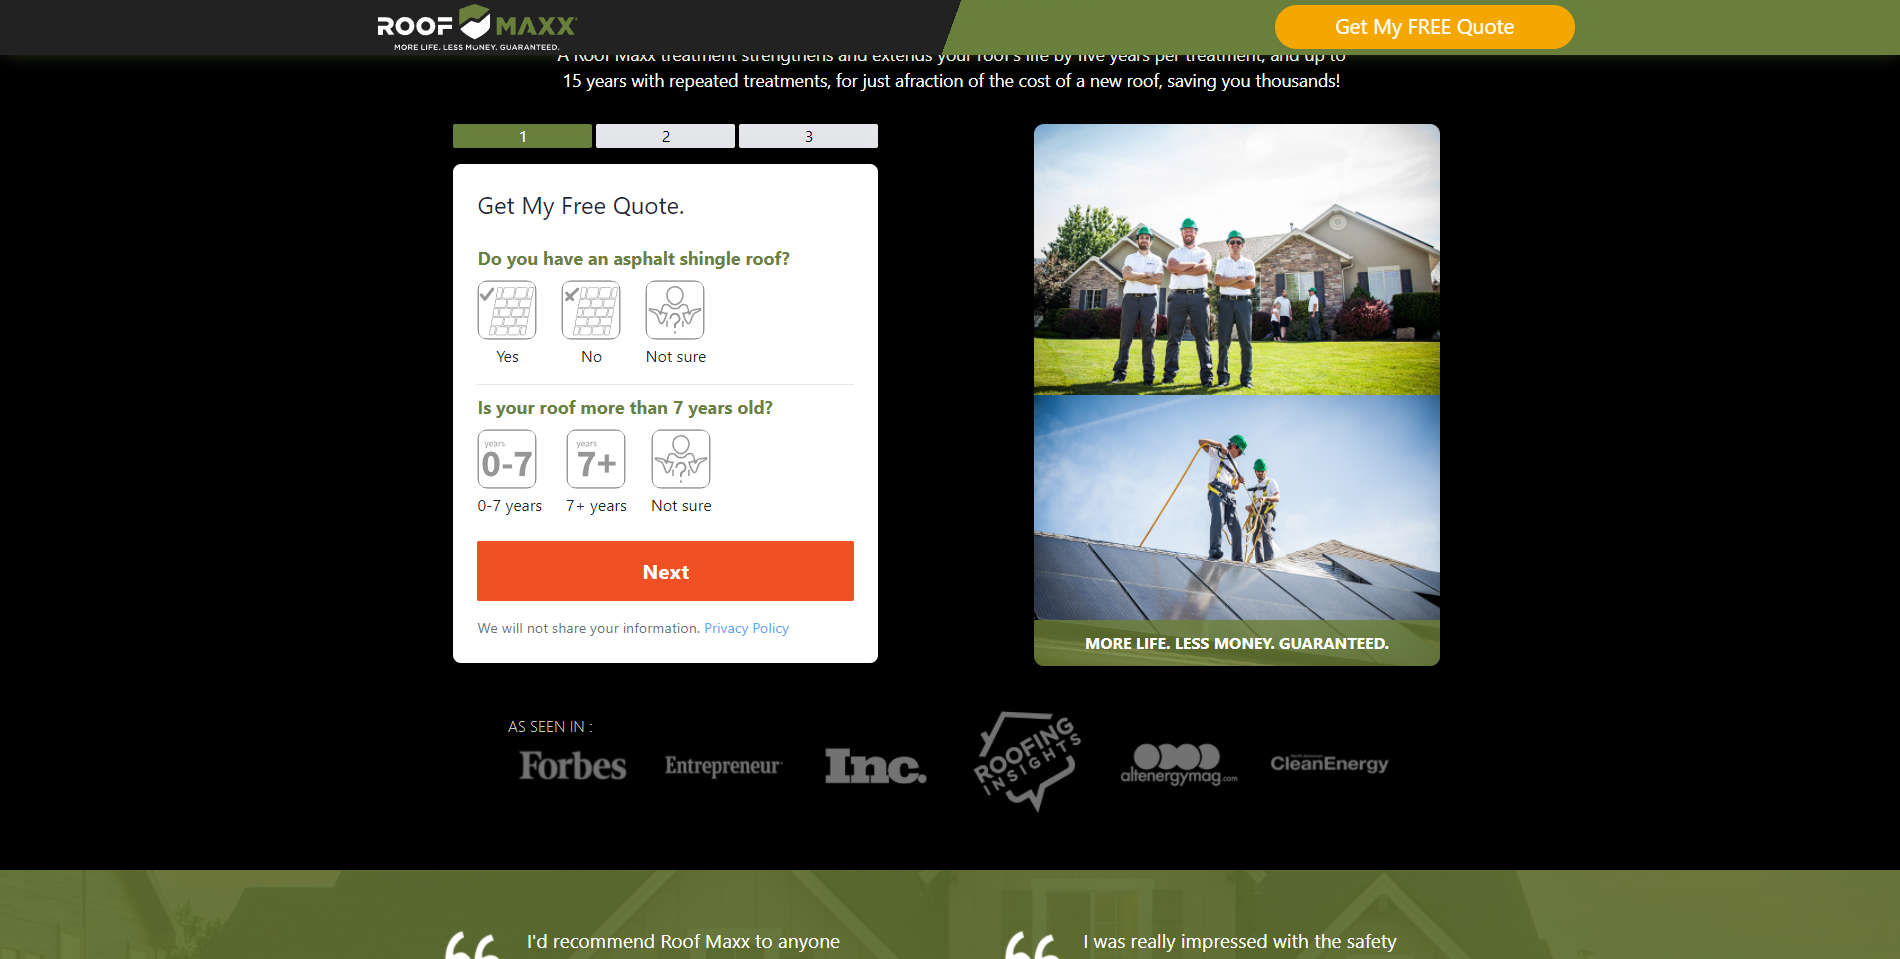 ROOF MAXX
MORE LIFE. LESS MONEY. GUARANTEED.
Get My FREE Quote
A Roof Maxx treatment strengthens and extends your roof's life by five years per treatment, and up to
15 years with repeated treatments, for just afraction of the cost of a new roof, saving you thousands!
1
2
3
Get My Free Quote.
Do you have an asphalt shingle roof?
Yes
No
Not sure
Is your roof more than 7 years old?
years
0-7
years
7+
0-7 years
7+ years
Not sure
Next
We will not share your information. Privacy Policy
MORE LIFE. LESS MONEY. GUARANTEED.
AS SEEN IN :
Forbes
Entrepreneur
Inc.
ROOFING
INSIGHTS
altenergymag.com
North American
CleanEnergy
“ I'd recommend Roof Maxx to anyone
“ I was really impressed with the safety